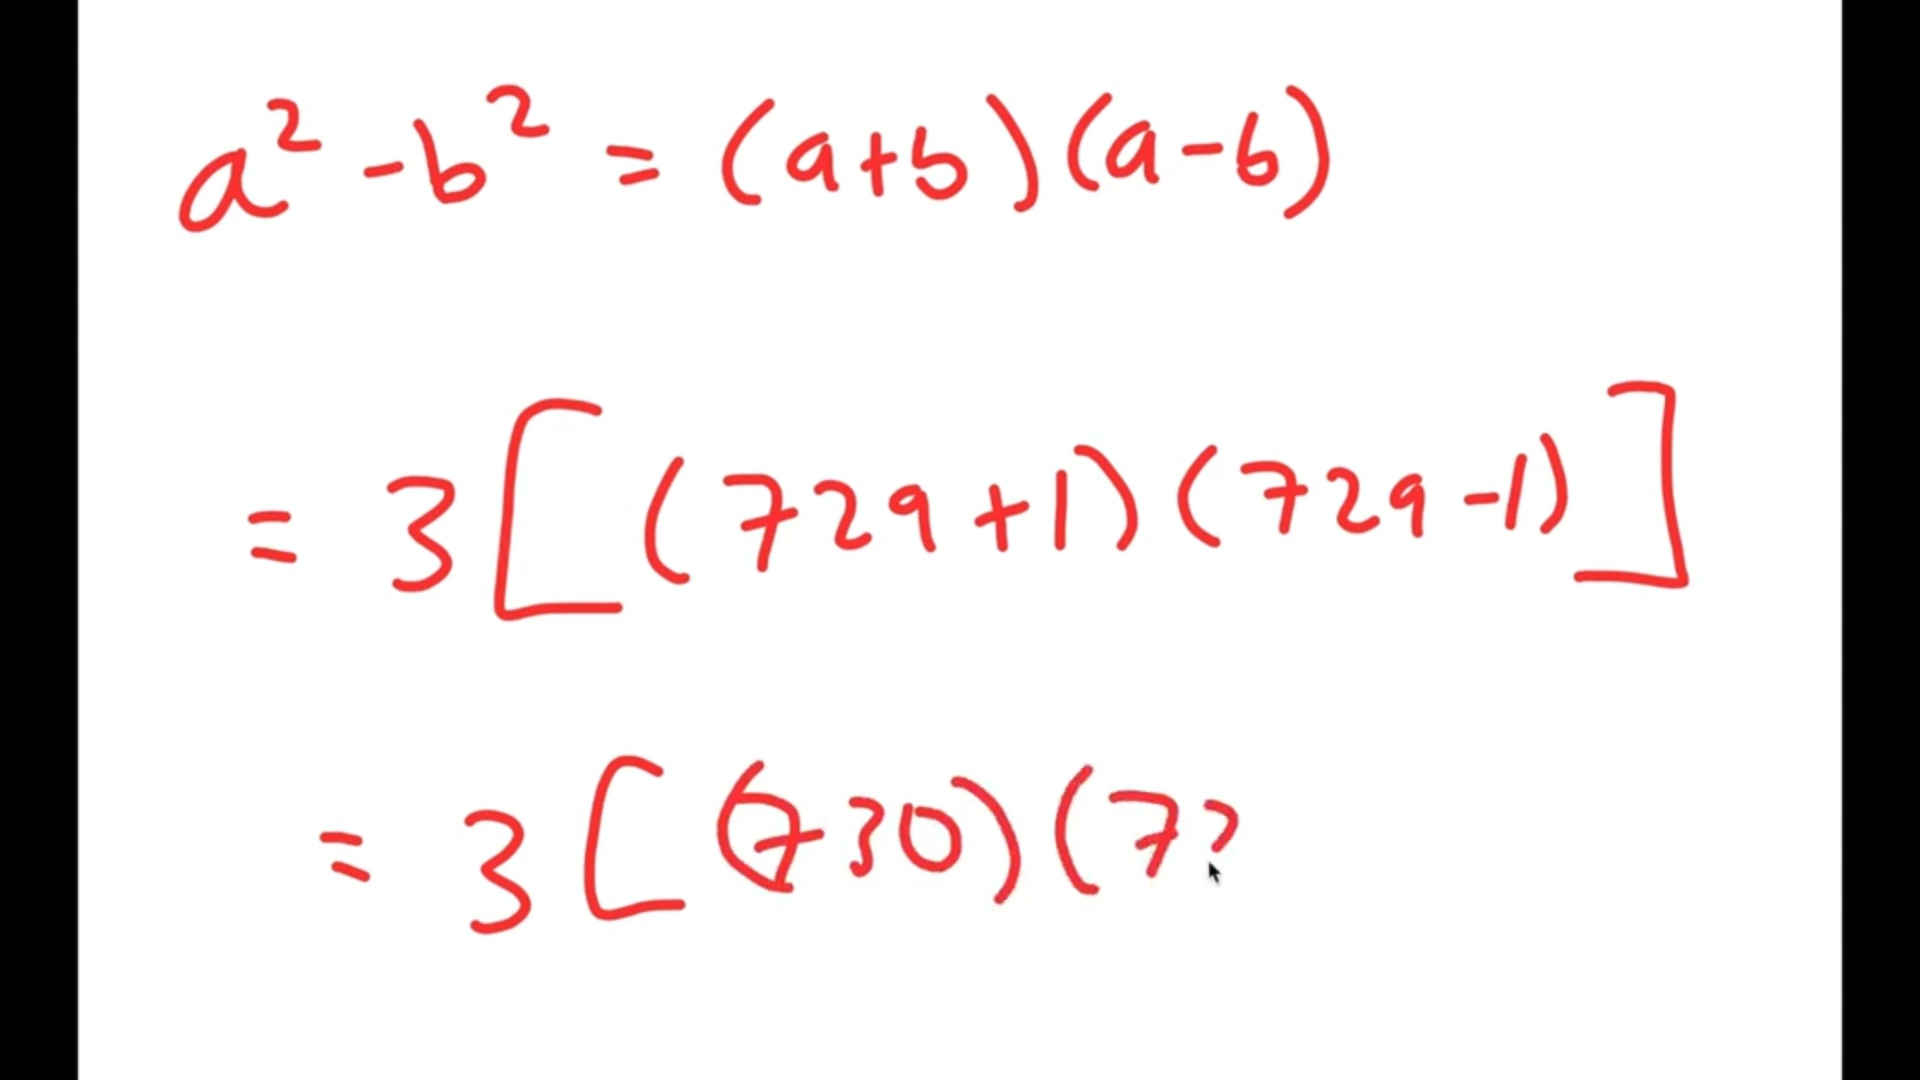 a² - b² = (a+b)(a-b)
= 3[(729+1)(729-1)]
= 3[(730)(7